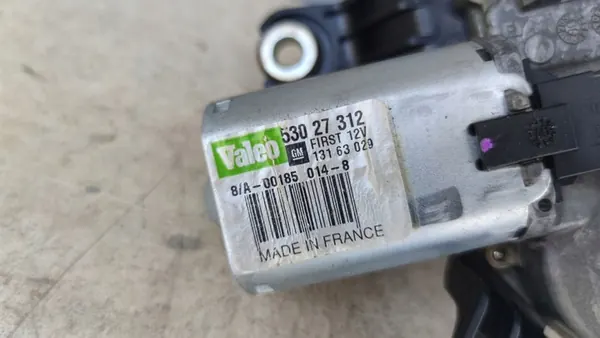 Valeo 530 27 312
GM FIRST 12V
131 63 029
8/A-00185 014-8
MADE IN FRANCE